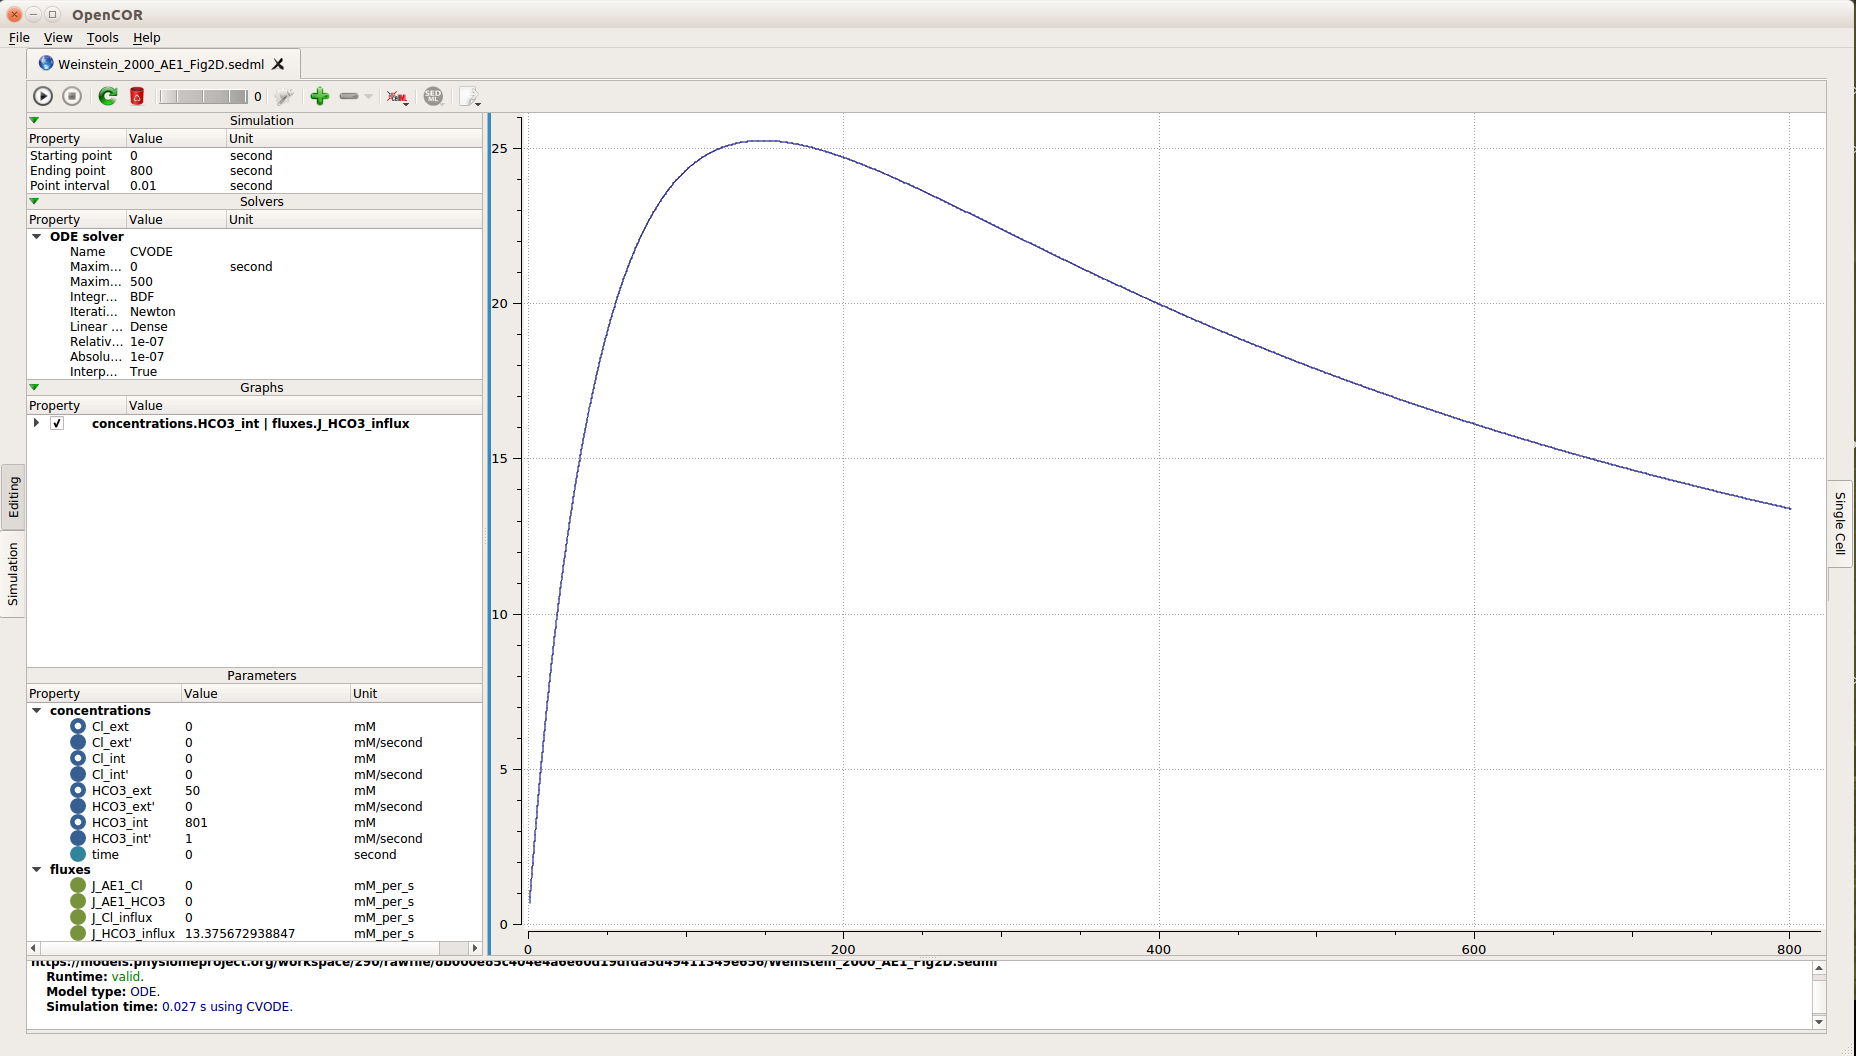 OpenCOR
File View Tools Help
Weinstein_2000_AE1_Fig2D.sedml
0
Simulation
Property Value Unit
Starting point 0 second
Ending point 800 second
Point interval 0.01 second
Solvers
Property Value Unit
ODE solver
Name CVODE
Maxim... 0 second
Maxim... 500
Integr... BDF
Iterati... Newton
Linear ... Dense
Relativ... 1e-07
Absolu... 1e-07
Interp... True
Graphs
Property Value
concentrations.HCO3_int | fluxes.J_HCO3_influx
Parameters
Property Value Unit
concentrations
Cl_ext 0 mM
Cl_ext' 0 mM/second
Cl_int 0 mM
Cl_int' 0 mM/second
HCO3_ext 50 mM
HCO3_ext' 0 mM/second
HCO3_int 801 mM
HCO3_int' 1 mM/second
time 0 second
fluxes
J_AE1_Cl 0 mM_per_s
J_AE1_HCO3 0 mM_per_s
J_Cl_influx 0 mM_per_s
J_HCO3_influx 13.375672938847 mM_per_s
Editing
Simulation
25
20
15
10
5
0
0 200 400 600 800
Single Cell
Weinstein_2000_AE1_Fig2D.sedml
Runtime: valid.
Model type: ODE.
Simulation time: 0.027 s using CVODE.